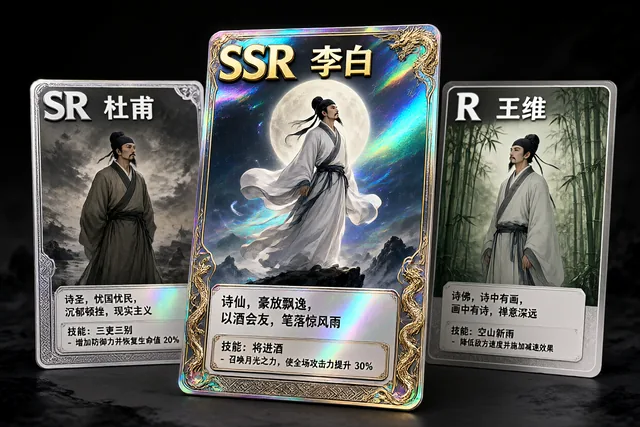 SR 杜甫
诗圣，忧国忧民，
沉郁顿挫，现实主义
技能：三吏三别
- 增加防御力并恢复生命值 20%
SSR 李白
诗仙，豪放飘逸，
以酒会友，笔落惊风雨
技能：将进酒
- 召唤月光之力，使全场攻击力提升 30%
R 王维
诗佛，诗中有画，
画中有诗，禅意深远
技能：空山新雨
- 降低敌方速度并施加减速效果